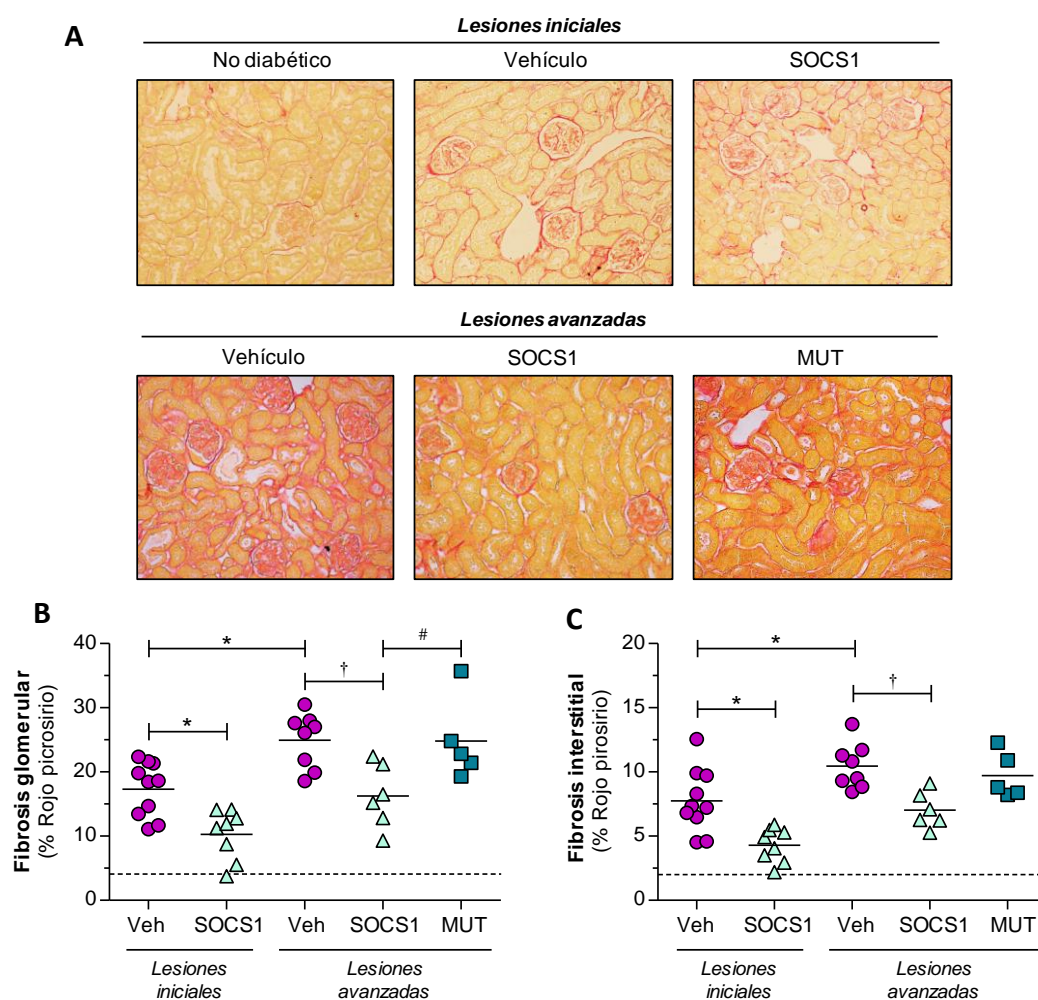 A
Lesiones iniciales
No diabético
Vehículo
SOCS1
Lesiones avanzadas
Vehículo
SOCS1
MUT
B
Fibrosis glomerular
(% Rojo picrosirio)
40
30
20
10
0
*
*
†
#
Veh
SOCS1
Veh
SOCS1
MUT
Lesiones
iniciales
Lesiones
avanzadas
C
Fibrosis interstitial
(% Rojo pirosirio)
20
15
10
5
0
*
*
†
Veh
SOCS1
Veh
SOCS1
MUT
Lesiones
iniciales
Lesiones
avanzadas